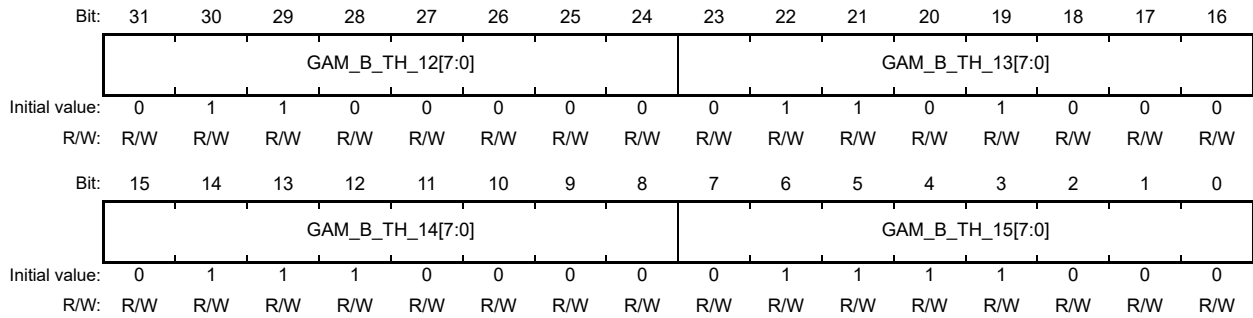 Bit: 31 30 29 28 27 26 25 24 23 22 21 20 19 18 17 16
GAM_B_TH_12[7:0] GAM_B_TH_13[7:0]
Initial value: 0 1 1 0 0 0 0 0 0 1 1 0 1 0 0 0
R/W: R/W R/W R/W R/W R/W R/W R/W R/W R/W R/W R/W R/W R/W R/W R/W R/W
Bit: 15 14 13 12 11 10 9 8 7 6 5 4 3 2 1 0
GAM_B_TH_14[7:0] GAM_B_TH_15[7:0]
Initial value: 0 1 1 1 0 0 0 0 0 1 1 1 1 0 0 0
R/W: R/W R/W R/W R/W R/W R/W R/W R/W R/W R/W R/W R/W R/W R/W R/W R/W